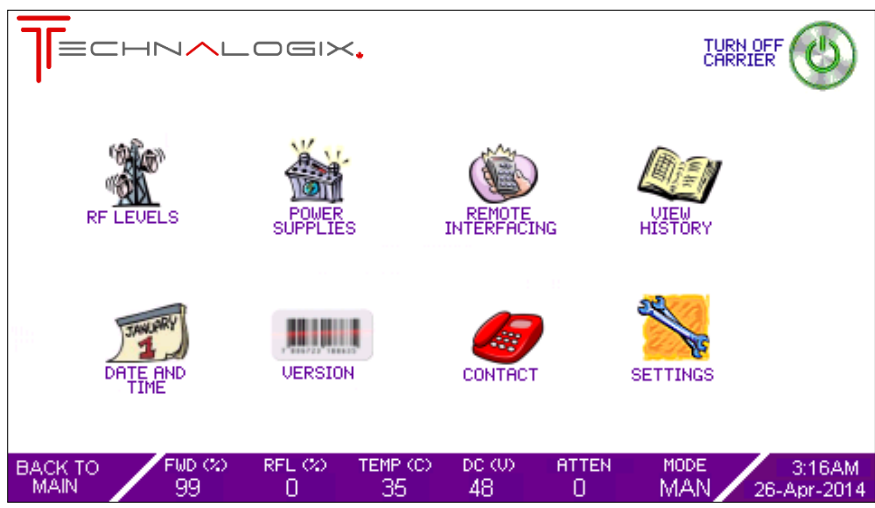 TECHNALOGIX.
TURN OFF
CARRIER
RF LEVELS
POWER
SUPPLIES
REMOTE
INTERFACING
VIEW
HISTORY
JANUARY
1
DATE AND
TIME
VERSION
CONTACT
SETTINGS
BACK TO
MAIN
FWD (%) RFL (%) TEMP (C) DC (V) ATTEN MODE
99 0 35 48 0 MAN
3:16AM
26-Apr-2014